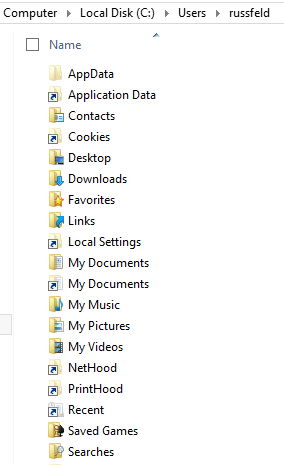 Computer Local Disk (C:) Users russfeld
Name
AppData
Application Data
Contacts
Cookies
Desktop
Downloads
Favorites
Links
Local Settings
My Documents
My Documents
My Music
My Pictures
My Videos
NetHood
PrintHood
Recent
Saved Games
Searches